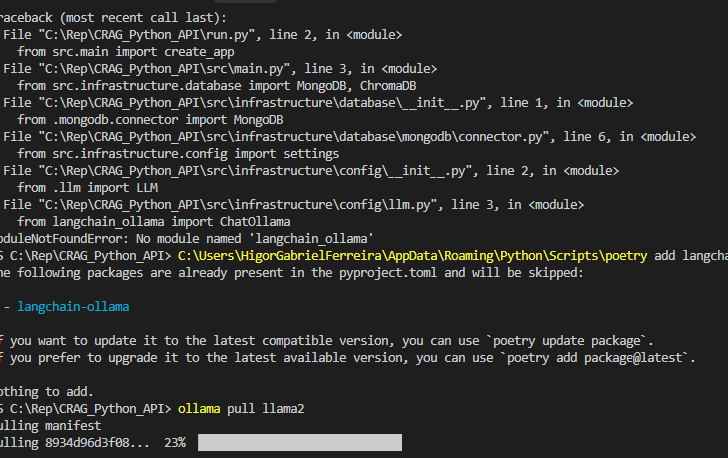 raceback (most recent call last):
File "C:\Rep\CRAG_Python_API\run.py", line 2, in <module>
from src.main import create_app
File "C:\Rep\CRAG_Python_API\src\main.py", line 3, in <module>
from src.infrastructure.database import MongoDB, ChromaDB
File "C:\Rep\CRAG_Python_API\src\infrastructure\database\__init__.py", line 1, in <module>
from .mongodb.connector import MongoDB
File "C:\Rep\CRAG_Python_API\src\infrastructure\database\mongodb\connector.py", line 6, in <module>
from src.infrastructure.config import settings
File "C:\Rep\CRAG_Python_API\src\infrastructure\config\__init__.py", line 2, in <module>
from .llm import LLM
File "C:\Rep\CRAG_Python_API\src\infrastructure\config\llm.py", line 3, in <module>
from langchain_ollama import ChatOllama
oduleNotFoundError: No module named 'langchain_ollama'
S C:\Rep\CRAG_Python_API> C:\Users\HigorGabrielFerreira\AppData\Roaming\Python\Scripts\poetry add langcha
he following packages are already present in the pyproject.toml and will be skipped:
- langchain-ollama
f you want to update it to the latest compatible version, you can use `poetry update package`.
f you prefer to upgrade it to the latest available version, you can use `poetry add package@latest`.
othing to add.
S C:\Rep\CRAG_Python_API> ollama pull llama2
ulling manifest
ulling 8934d96d3f08... 23%